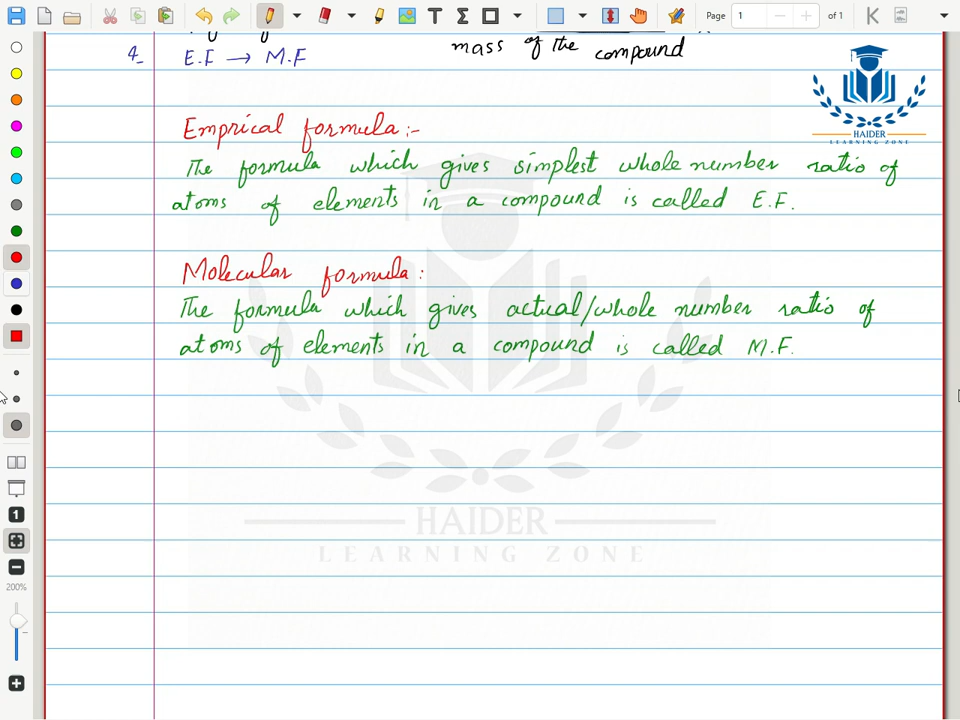 Page 1 of 1
mass of the compound
4_ E.F → M.F
HAIDER
LEARNING ZONE
Emprical formula:-
The formula which gives simplest whole number ratio of
atoms of elements in a compound is called E.F.
Molecular formula:
The formula which gives actual/whole number ratio of
atoms of elements in a compound is called M.F.
HAIDER
LEARNING ZONE
1
200%